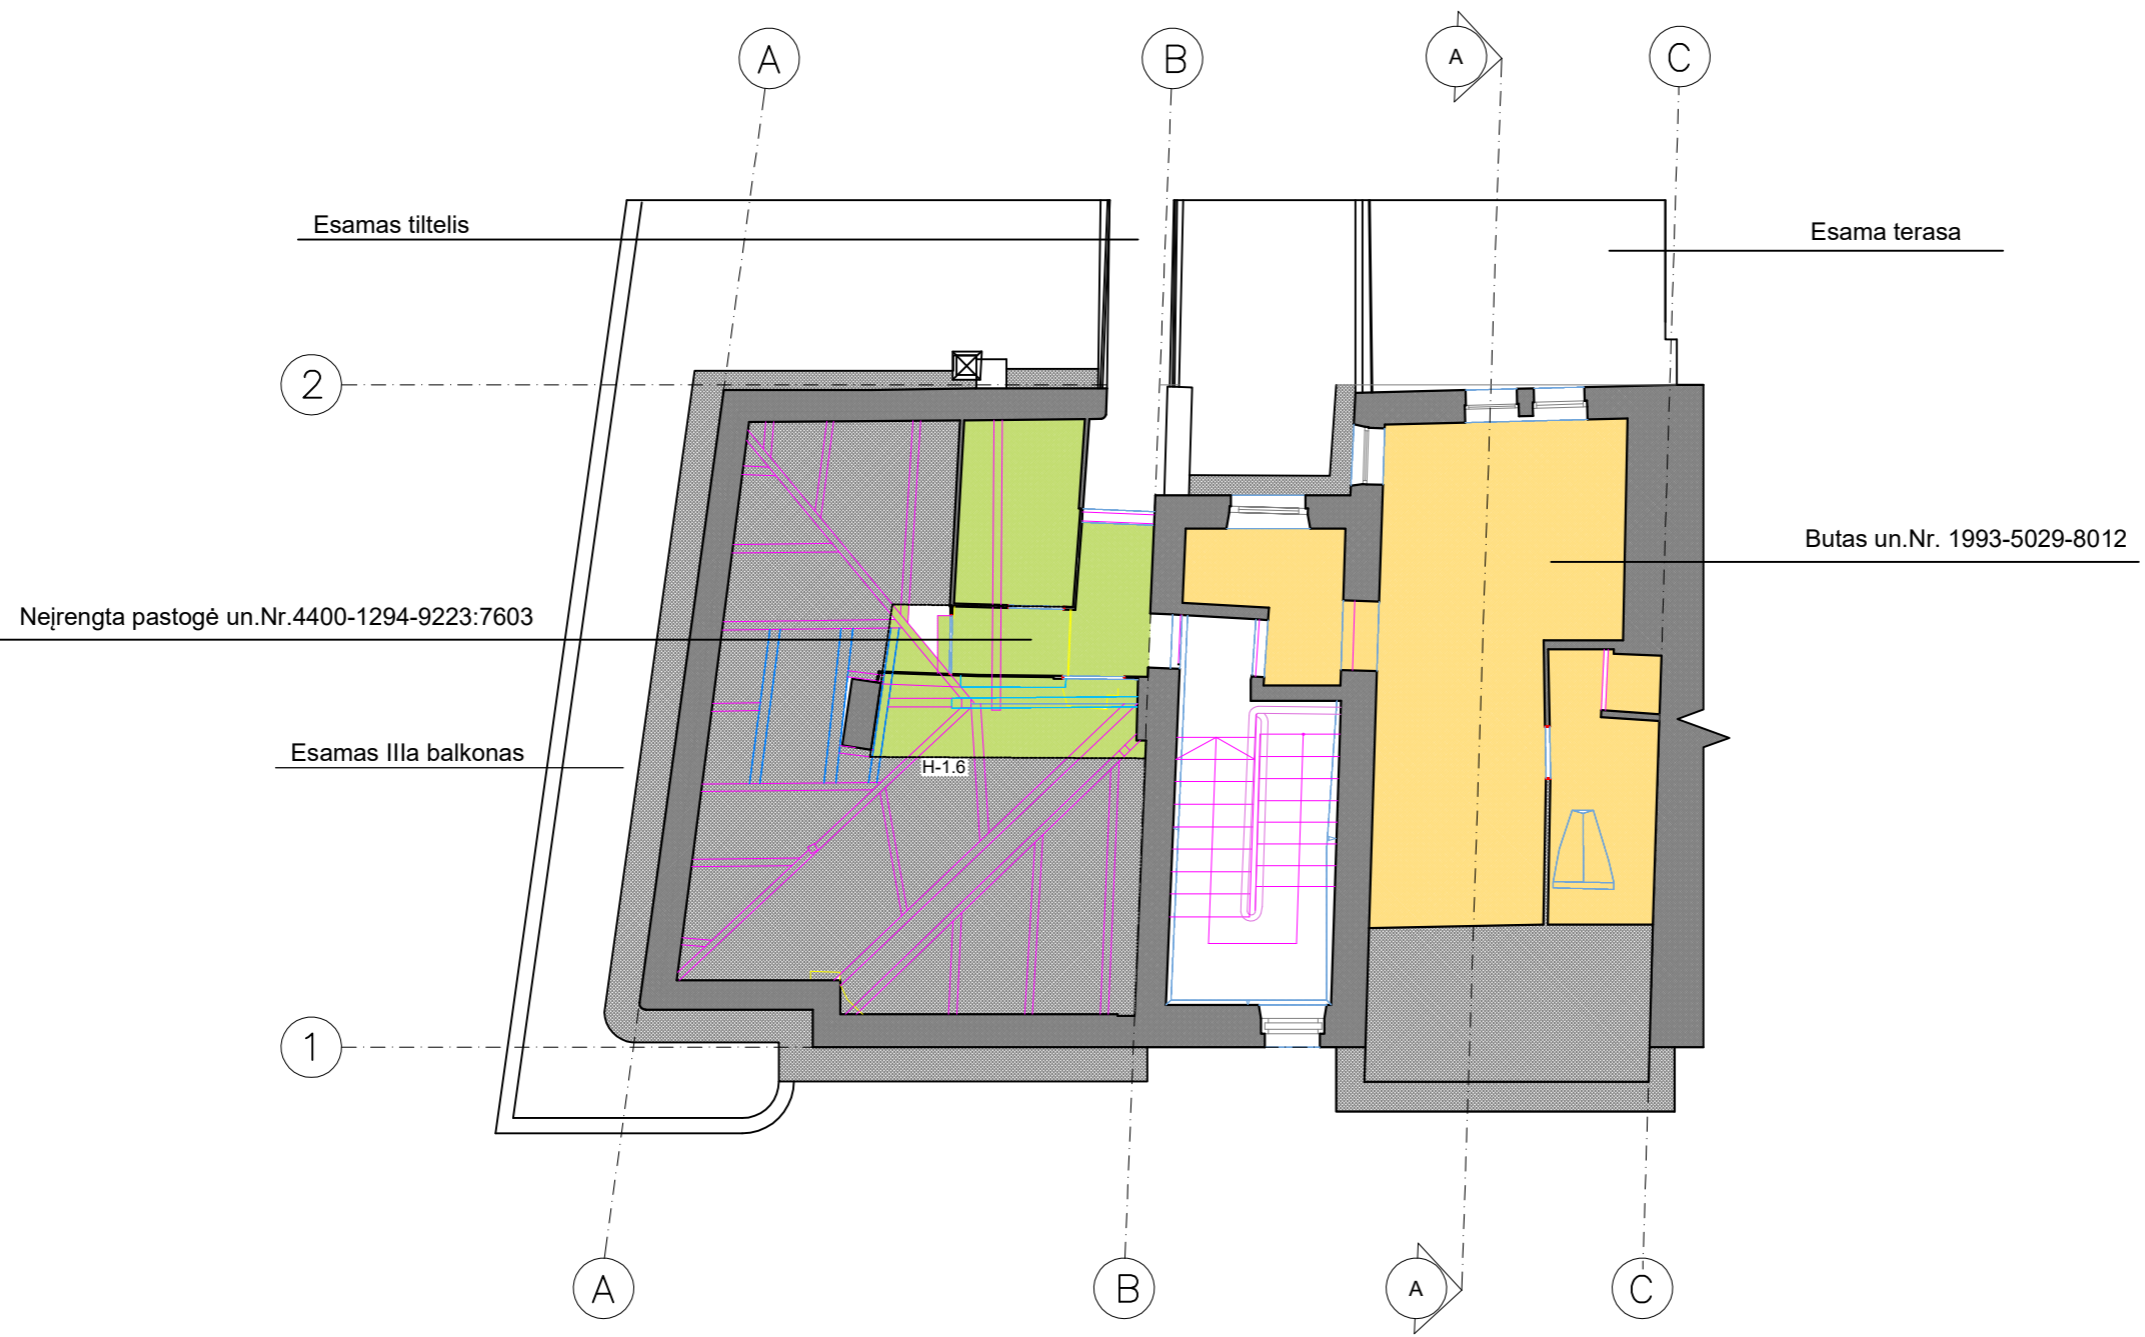 A
B
A
C
Esamas tiltelis
Esama terasa
2
Butas un.Nr. 1993-5029-8012
Neįrengta pastogė un.Nr.4400-1294-9223:7603
Esamas IIIa balkonas
H-1.6
1
A
B
A
C